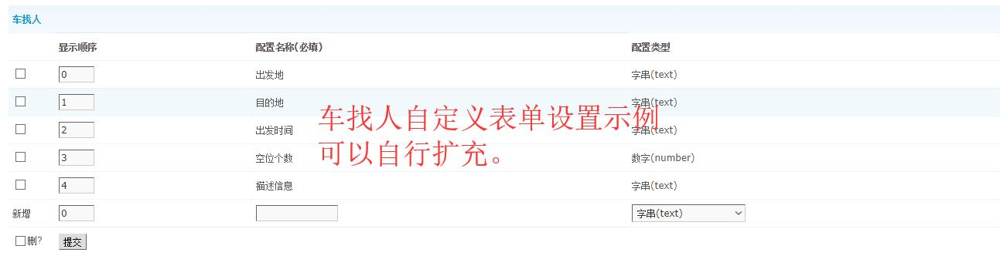 车找人
显示顺序 配置名称(必填) 配置类型
0 出发地 字串(text)
1 目的地 字串(text)
车找人自定义表单设置示例
2 出发时间 字串(text)
可以自行扩充。
3 空位个数 数字(number)
4 描述信息 字串(text)
新增 0 字串(text)
删? 提交